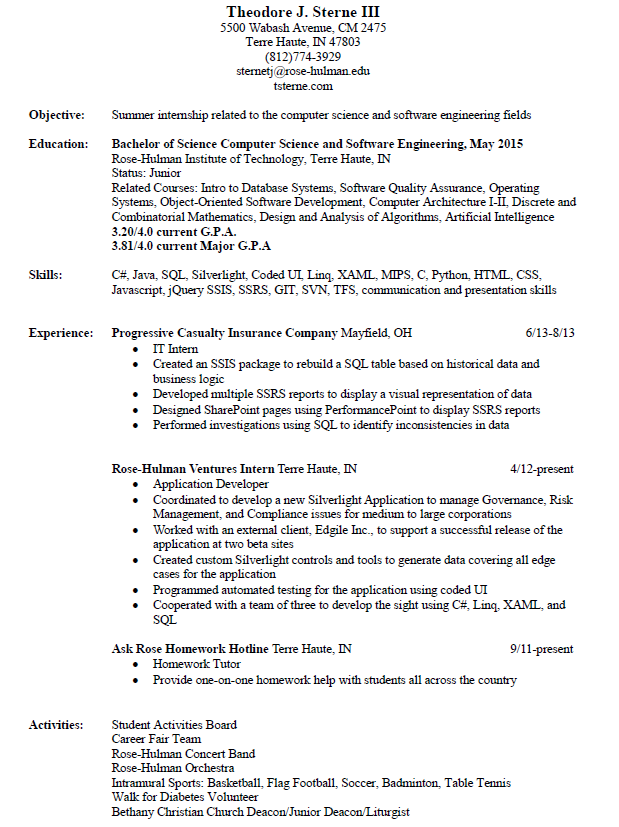 Theodore J. Sterne III
5500 Wabash Avenue, CM 2475
Terre Haute, IN 47803
(812)774-3929
sternetj@rose-hulman.edu
tsterne.com
Objective: Summer internship related to the computer science and software engineering fields
Education: Bachelor of Science Computer Science and Software Engineering, May 2015
Rose-Hulman Institute of Technology, Terre Haute, IN
Status: Junior
Related Courses: Intro to Database Systems, Software Quality Assurance, Operating
Systems, Object-Oriented Software Development, Computer Architecture I-II, Discrete and
Combinatorial Mathematics, Design and Analysis of Algorithms, Artificial Intelligence
3.20/4.0 current G.P.A.
3.81/4.0 current Major G.P.A
Skills: C#, Java, SQL, Silverlight, Coded UI, Linq, XAML, MIPS, C, Python, HTML, CSS,
Javascript, jQuery SSIS, SSRS, GIT, SVN, TFS, communication and presentation skills
Experience: Progressive Casualty Insurance Company Mayfield, OH 6/13-8/13
• IT Intern
• Created an SSIS package to rebuild a SQL table based on historical data and
business logic
• Developed multiple SSRS reports to display a visual representation of data
• Designed SharePoint pages using PerformancePoint to display SSRS reports
• Performed investigations using SQL to identify inconsistencies in data
Rose-Hulman Ventures Intern Terre Haute, IN 4/12-present
• Application Developer
• Coordinated to develop a new Silverlight Application to manage Governance, Risk
Management, and Compliance issues for medium to large corporations
• Worked with an external client, Edgile Inc., to support a successful release of the
application at two beta sites
• Created custom Silverlight controls and tools to generate data covering all edge
cases for the application
• Programmed automated testing for the application using coded UI
• Cooperated with a team of three to develop the sight using C#, Linq, XAML, and
SQL
Ask Rose Homework Hotline Terre Haute, IN 9/11-present
• Homework Tutor
• Provide one-on-one homework help with students all across the country
Activities: Student Activities Board
Career Fair Team
Rose-Hulman Concert Band
Rose-Hulman Orchestra
Intramural Sports: Basketball, Flag Football, Soccer, Badminton, Table Tennis
Walk for Diabetes Volunteer
Bethany Christian Church Deacon/Junior Deacon/Liturgist